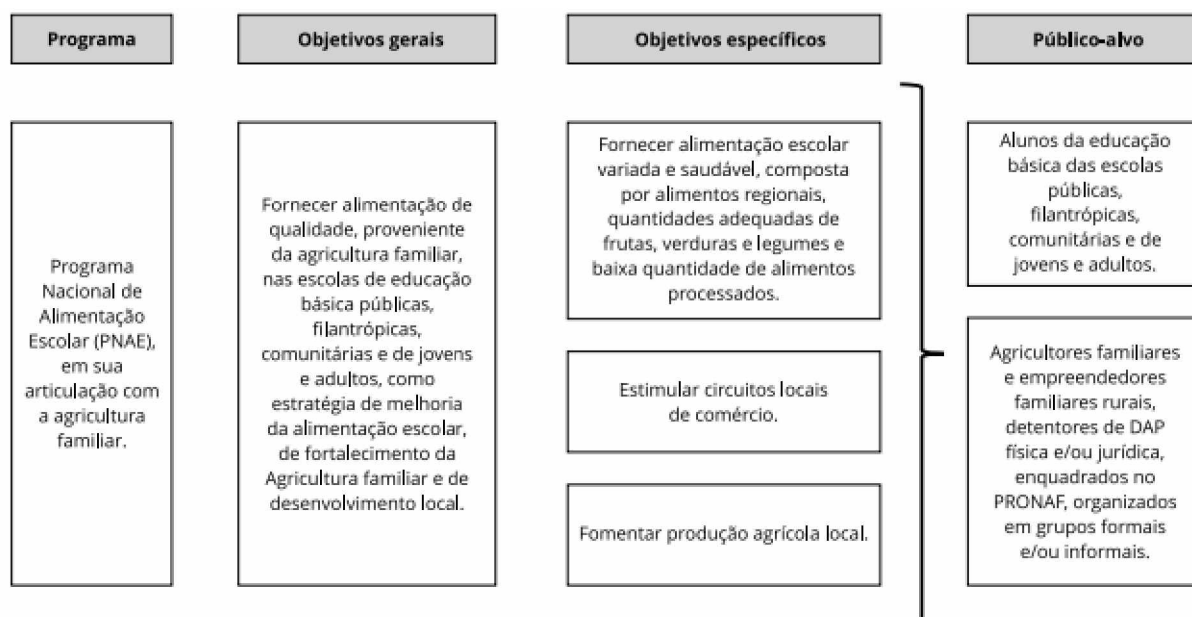 Programa
Objetivos gerais
Objetivos específicos
Público-alvo
Programa
Nacional de
Alimentação
Escolar (PNAE),
em sua
articulação com
a agricultura
familiar.
Fornecer alimentação de
qualidade, proveniente
da agricultura familiar,
nas escolas de educação
básica públicas,
filantrópicas,
comunitárias e de jovens
e adultos, como
estratégia de melhoria
da alimentação escolar,
de fortalecimento da
Agricultura familiar e de
desenvolvimento local.
Fornecer alimentação escolar
variada e saudável, composta
por alimentos regionais,
quantidades adequadas de
frutas, verduras e legumes e
baixa quantidade de alimentos
processados.
Estimular circuitos locais
de comércio.
Fomentar produção agrícola local.
Alunos da educação
básica das escolas
públicas,
filantrópicas,
comunitárias e de
jovens e adultos.
Agricultores familiares
e empreendedores
familiares rurais,
detentores de DAP
física e/ou jurídica,
enquadrados no
PRONAF, organizados
em grupos formais
e/ou informais.